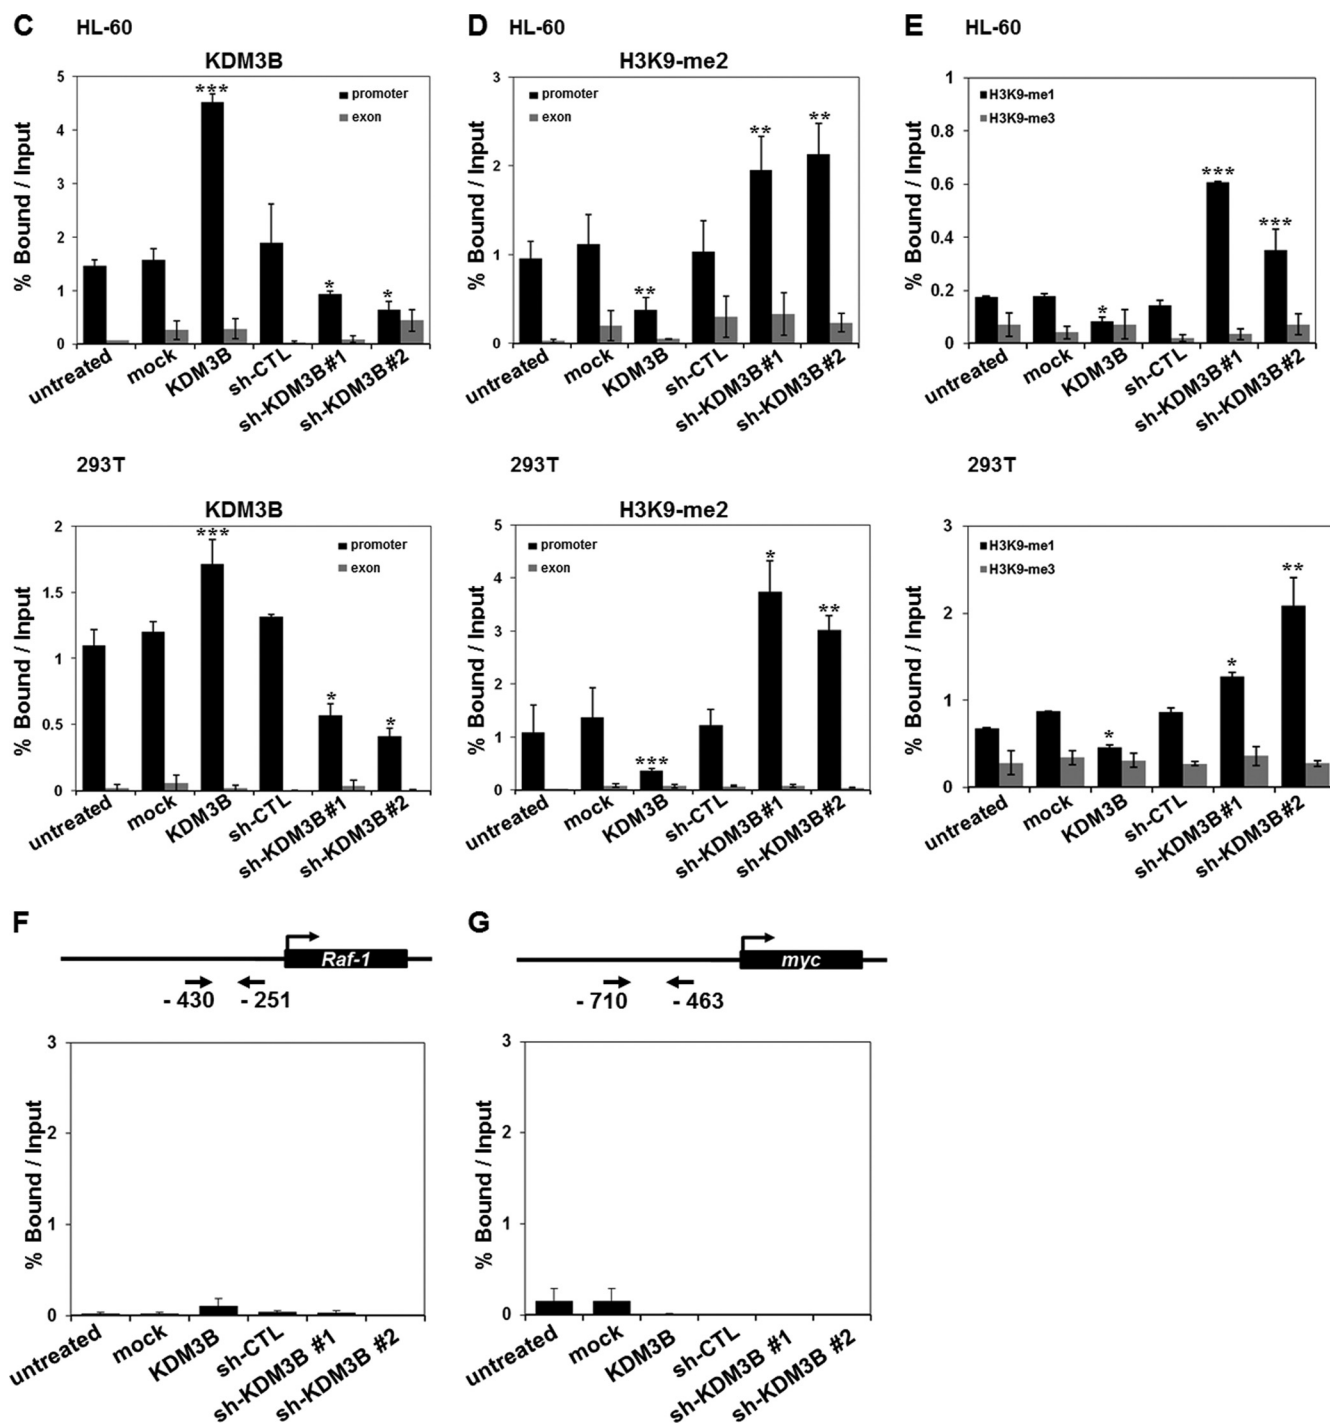 C HL-60
KDM3B
% Bound / Input
5
4
3
2
1
0
promoter
exon
***
*
*
untreated
mock
KDM3B
sh-CTL
sh-KDM3B#1
sh-KDM3B#2
D HL-60
H3K9-me2
% Bound / Input
3
2
1
0
promoter
exon
**
**
**
untreated
mock
KDM3B
sh-CTL
sh-KDM3B#1
sh-KDM3B#2
E HL-60
% Bound / Input
1
0.8
0.6
0.4
0.2
0
H3K9-me1
H3K9-me3
*
***
***
untreated
mock
KDM3B
sh-CTL
sh-KDM3B#1
sh-KDM3B#2
293T
KDM3B
% Bound / Input
2
1.5
1
0.5
0
promoter
exon
***
*
*
untreated
mock
KDM3B
sh-CTL
sh-KDM3B#1
sh-KDM3B#2
293T
H3K9-me2
% Bound / Input
5
4
3
2
1
0
promoter
exon
***
*
**
untreated
mock
KDM3B
sh-CTL
sh-KDM3B#1
sh-KDM3B#2
293T
% Bound / Input
3
2
1
0
H3K9-me1
H3K9-me3
*
*
**
untreated
mock
KDM3B
sh-CTL
sh-KDM3B#1
sh-KDM3B#2
F
Raf-1
- 430 - 251
% Bound / Input
3
2
1
0
untreated
mock
KDM3B
sh-CTL
sh-KDM3B #1
sh-KDM3B #2
G
myc
- 710 - 463
% Bound / Input
3
2
1
0
untreated
mock
KDM3B
sh-CTL
sh-KDM3B #1
sh-KDM3B #2